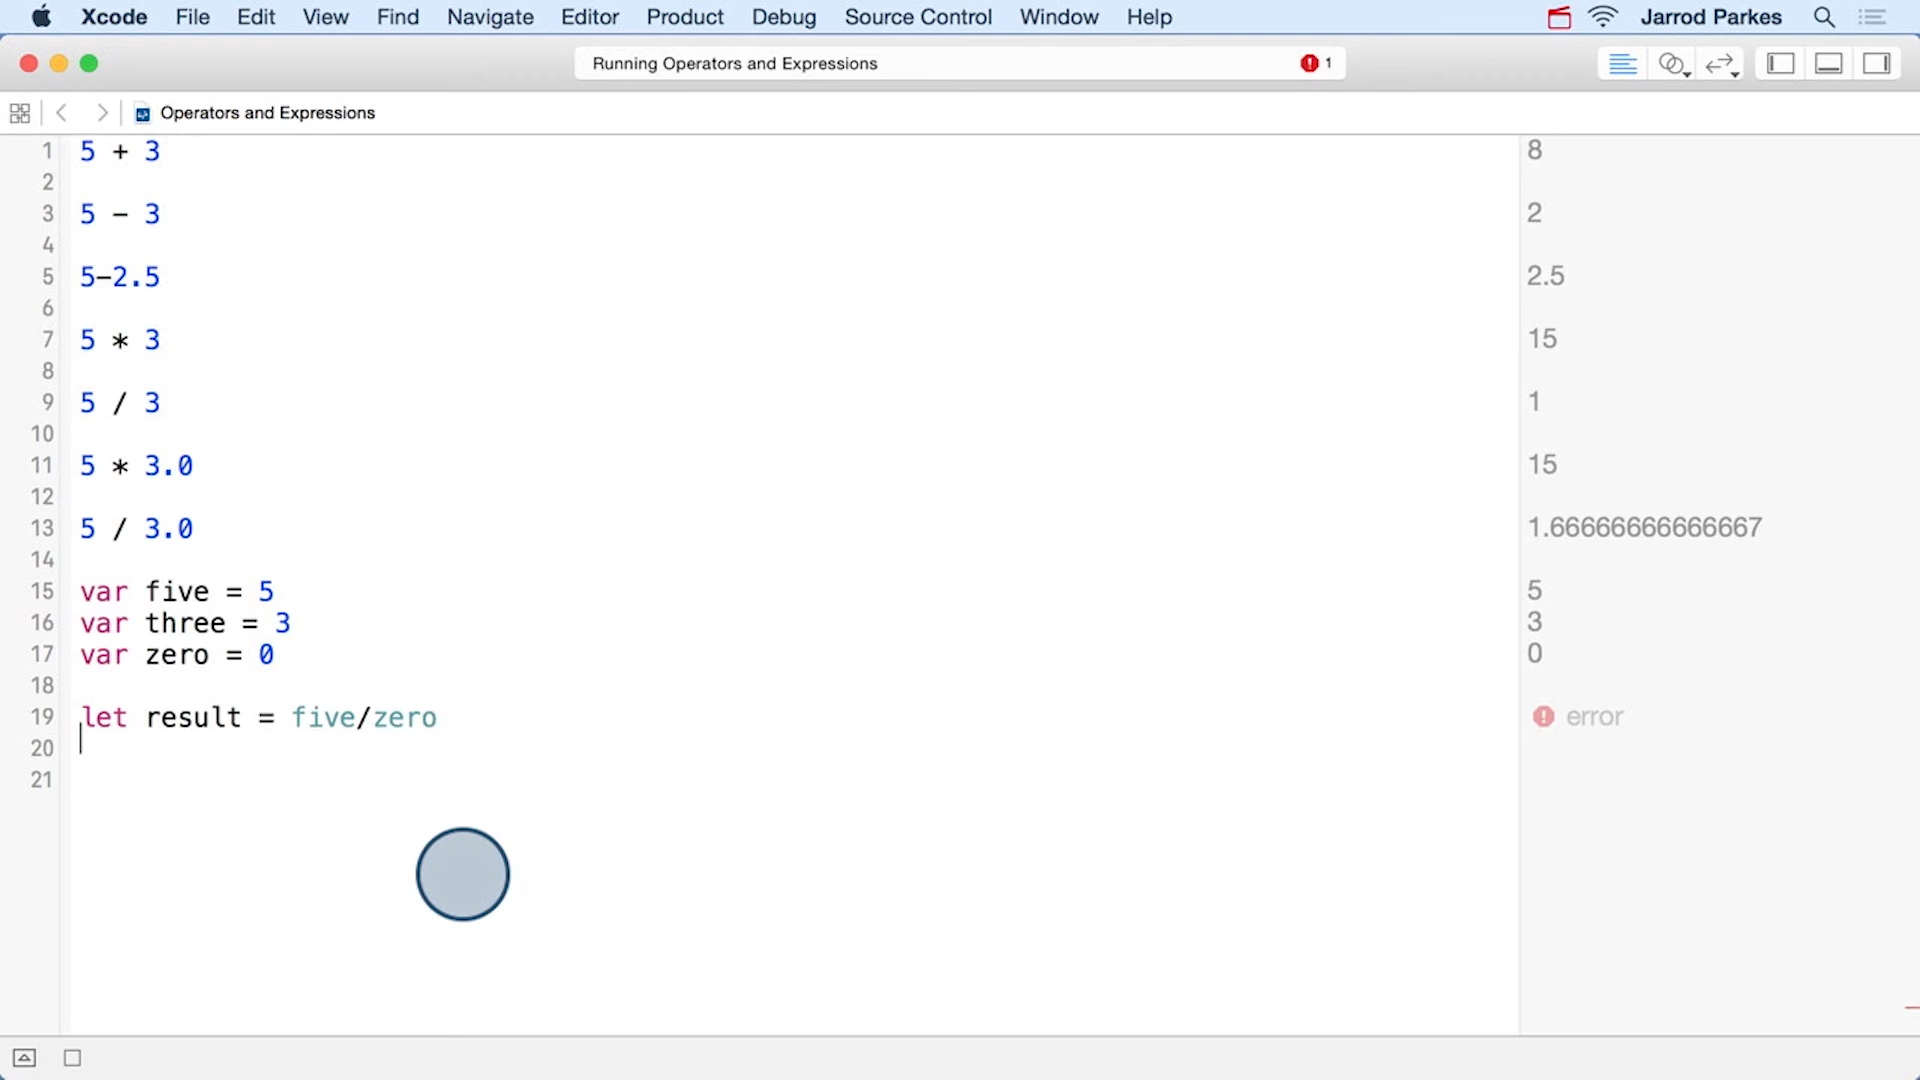 Xcode File Edit View Find Navigate Editor Product Debug Source Control Window Help Jarrod Parkes
Running Operators and Expressions 1
Operators and Expressions
1 5 + 3 8
2
3 5 - 3 2
4
5 5-2.5 2.5
6
7 5 * 3 15
8
9 5 / 3 1
10
11 5 * 3.0 15
12
13 5 / 3.0 1.66666666666667
14
15 var five = 5 5
16 var three = 3 3
17 var zero = 0 0
18
19 let result = five/zero error
20
21